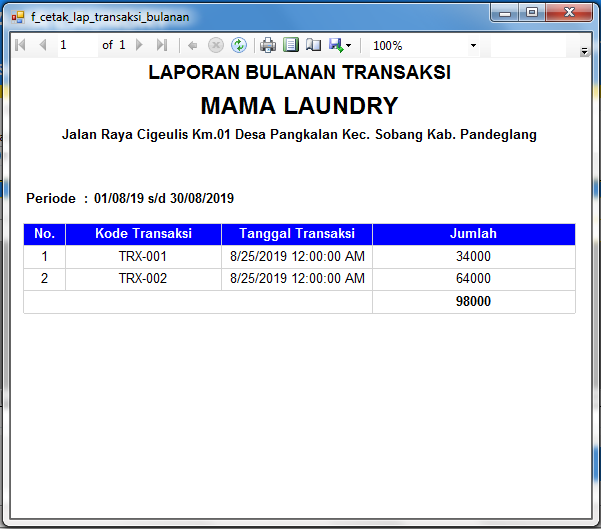 f_cetak_lap_transaksi_bulanan
1 of 1 100%
LAPORAN BULANAN TRANSAKSI
MAMA LAUNDRY
Jalan Raya Cigeulis Km.01 Desa Pangkalan Kec. Sobang Kab. Pandeglang
Periode : 01/08/19 s/d 30/08/2019
No. Kode Transaksi Tanggal Transaksi Jumlah
1 TRX-001 8/25/2019 12:00:00 AM 34000
2 TRX-002 8/25/2019 12:00:00 AM 64000
98000